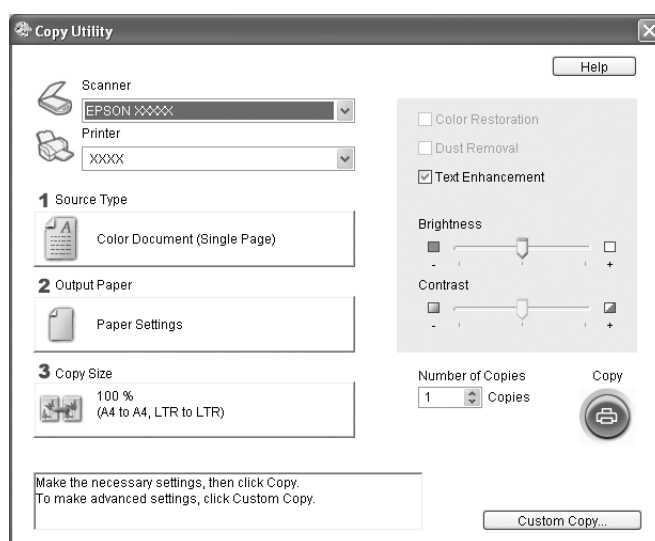 Copy Utility
Help
Scanner
EPSON XXXXX
Printer
XXXX
1 Source Type
Color Document (Single Page)
2 Output Paper
Paper Settings
3 Copy Size
100 %
(A4 to A4, LTR to LTR)
Color Restoration
Dust Removal
Text Enhancement
Brightness
- +
Contrast
- +
Number of Copies
1 Copies
Copy
Make the necessary settings, then click Copy.
To make advanced settings, click Custom Copy.
Custom Copy...